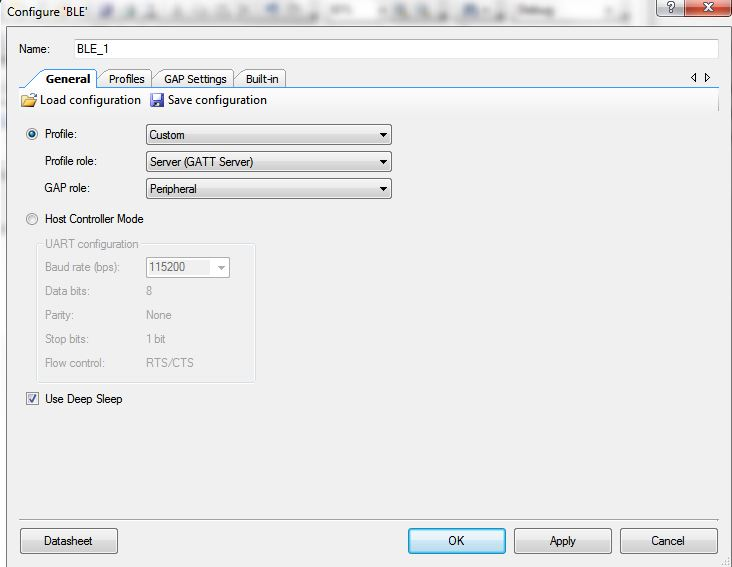 Configure 'BLE'
Name: BLE_1
General Profiles GAP Settings Built-in
Load configuration Save configuration
Profile: Custom
Profile role: Server (GATT Server)
GAP role: Peripheral
Host Controller Mode
UART configuration
Baud rate (bps): 115200
Data bits: 8
Parity: None
Stop bits: 1 bit
Flow control: RTS/CTS
Use Deep Sleep
Datasheet OK Apply Cancel